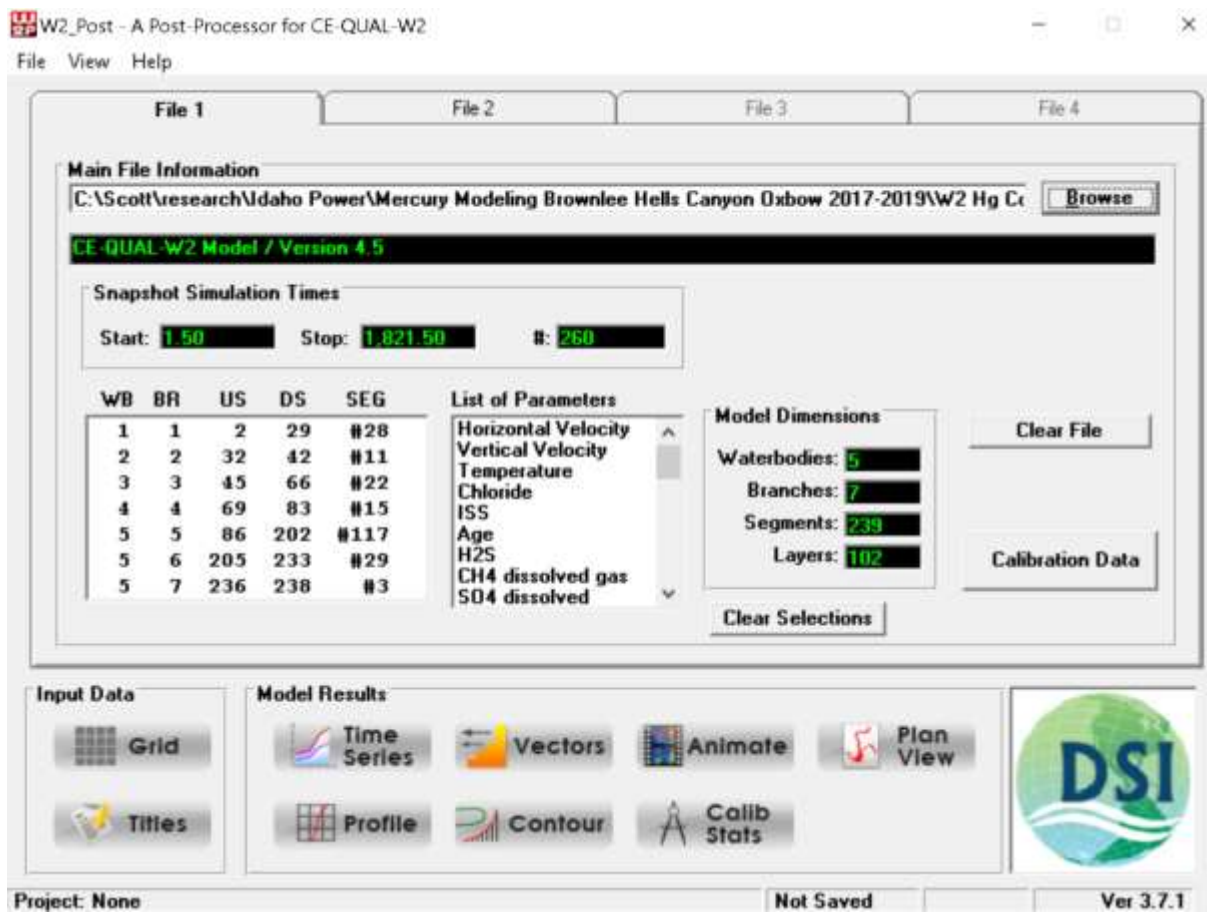 W2_Post - A Post-Processor for CE-QUAL-W2
File View Help
File 1 File 2 File 3 File 4
Main File Information
C:\Scott\research\Idaho Power\Mercury Modeling Brownlee Hells Canyon Oxbow 2017-2019\W2 Hg Cc Browse
CE-QUAL-W2 Model / Version 4.5
Snapshot Simulation Times
Start: 1.50 Stop: 1,821.50 #: 260
WB BR US DS SEG
1 1 2 29 #28
2 2 32 42 #11
3 3 45 66 #22
4 4 69 83 #15
5 5 86 202 #117
5 6 205 233 #29
5 7 236 238 #3
List of Parameters
Horizontal Velocity
Vertical Velocity
Temperature
Chloride
ISS
Age
H2S
CH4 dissolved gas
SO4 dissolved
Model Dimensions
Waterbodies: 5
Branches: 7
Segments: 239
Layers: 102
Clear Selections
Clear File
Calibration Data
Input Data
Grid
Titles
Model Results
Time Series Vectors Animate Plan View
Profile Contour Calib Stats
DSI
Project: None Not Saved Ver 3.7.1